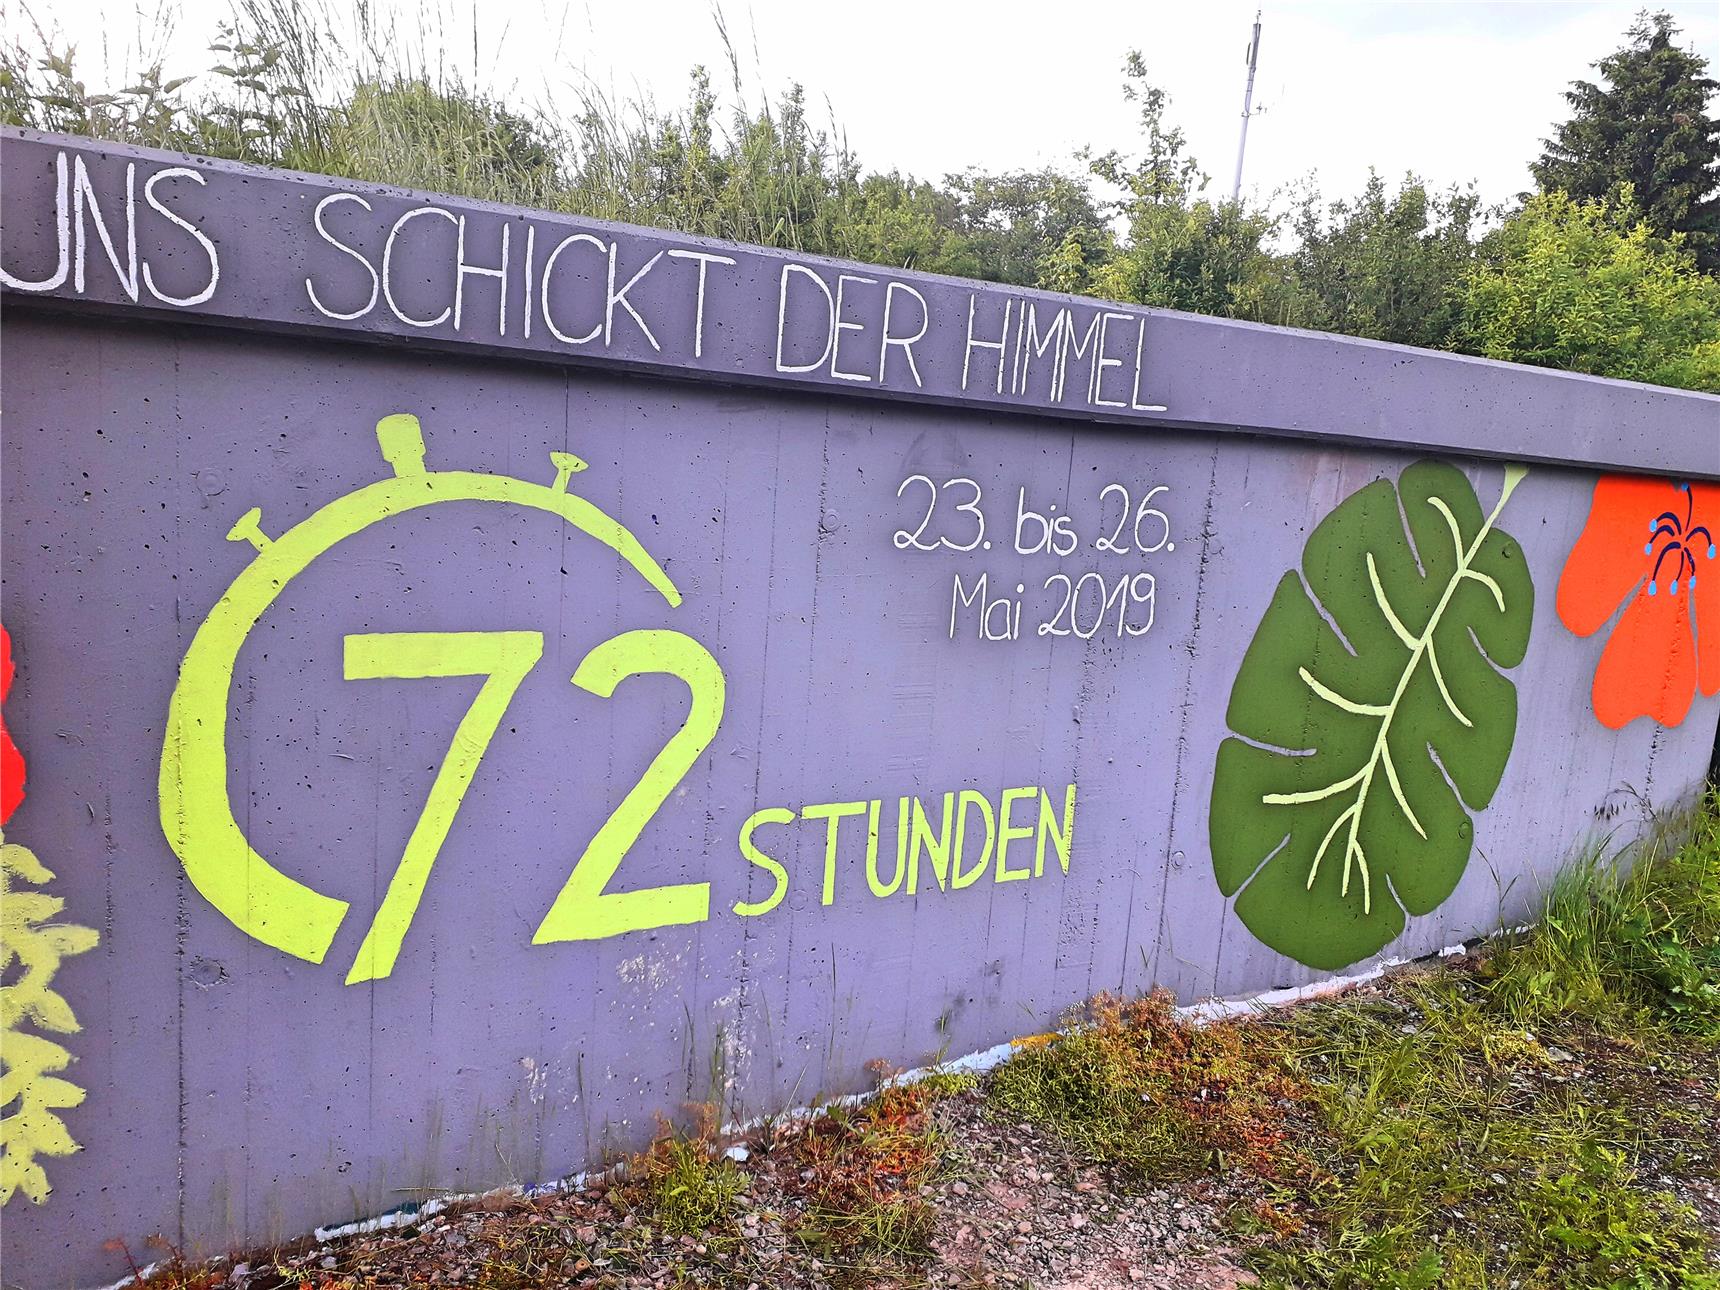 UNS SCHICKT DER HIMMEL
23. bis 26.
Mai 2019
72 STUNDEN